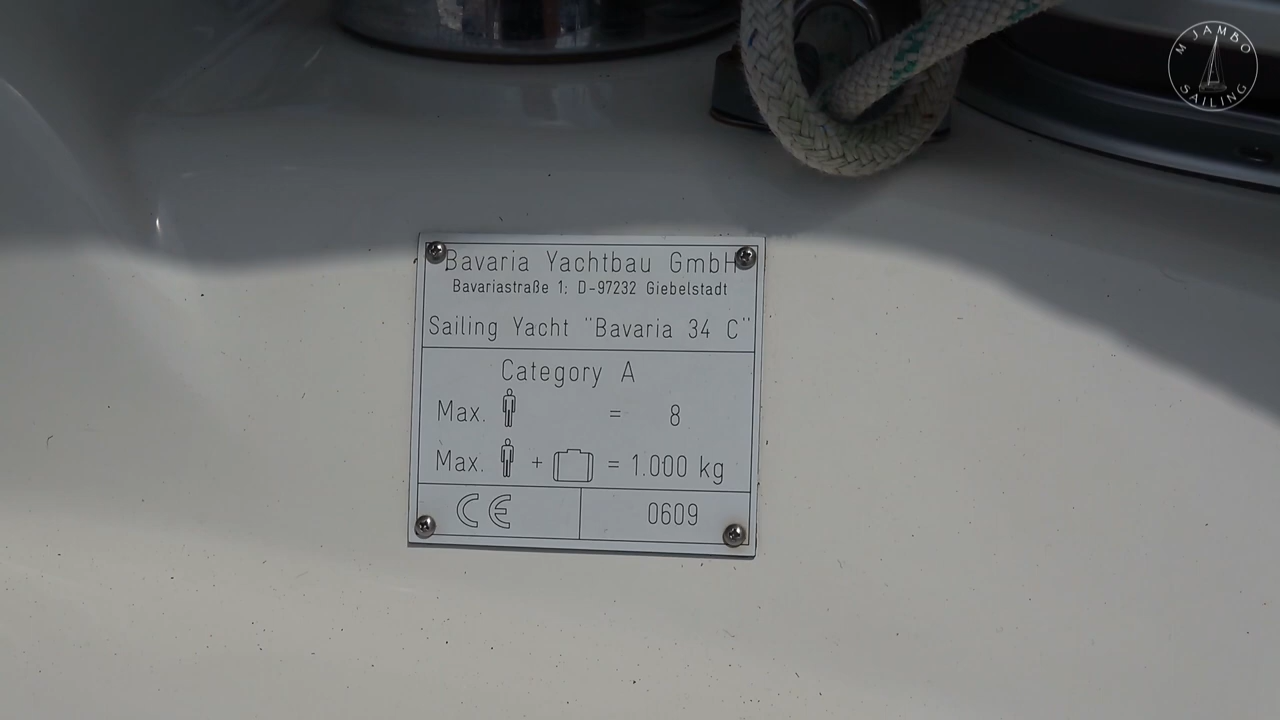 M JAMBO
SAILING
Bavaria Yachtbau GmbH
Bavariastraße 1; D-97232 Giebelstadt
Sailing Yacht "Bavaria 34 C"
Category A
Max. = 8
Max. + = 1.000 kg
CE 0609